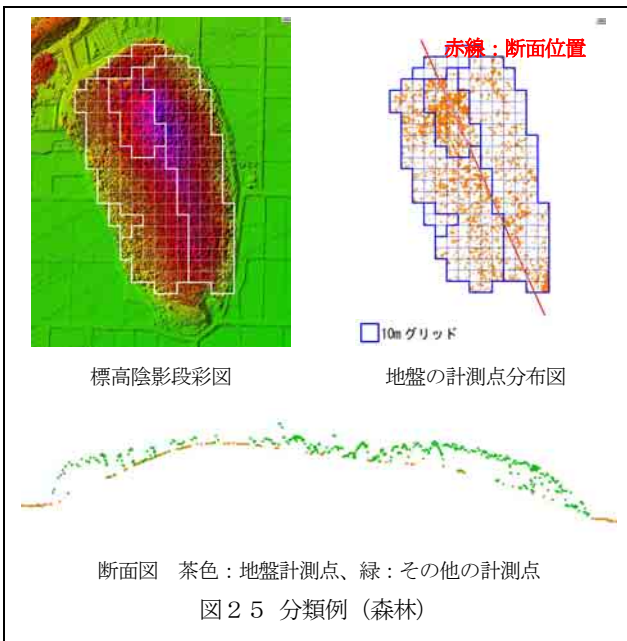 赤線：断面位置
10m グリッド
標高陰影段彩図
地盤の計測点分布図
断面図　茶色：地盤計測点、緑：その他の計測点
図２５ 分類例（森林）